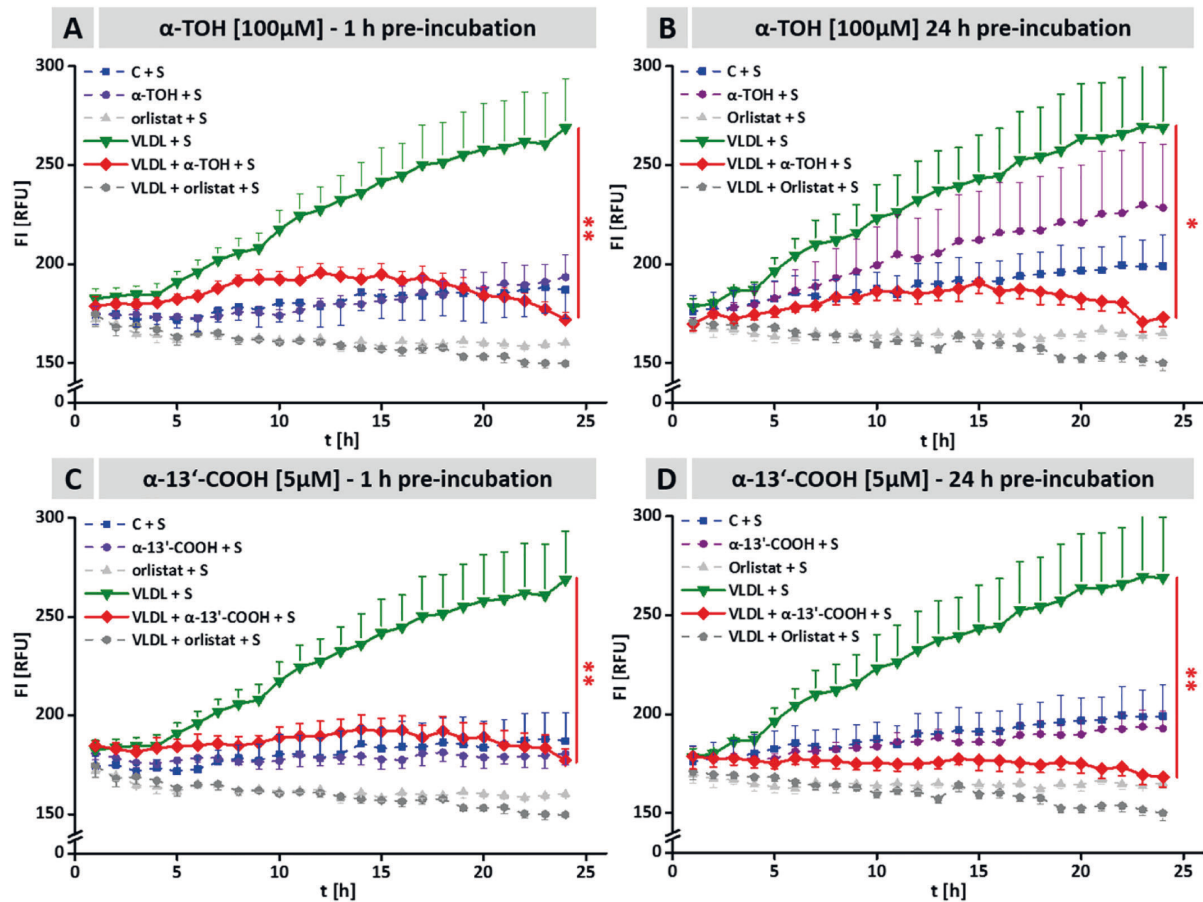 A
α-TOH [100μM] - 1 h pre-incubation
300
250
200
150
0
FI [RFU]
C + S
α-TOH + S
orlistat + S
VLDL + S
VLDL + α-TOH + S
VLDL + orlistat + S
**
0 5 10 15 20 25
t [h]
B
α-TOH [100μM] 24 h pre-incubation
300
250
200
150
0
FI [RFU]
C + S
α-TOH + S
Orlistat + S
VLDL + S
VLDL + α-TOH + S
VLDL + Orlistat + S
*
0 5 10 15 20 25
t [h]
C
α-13‘-COOH [5μM] - 1 h pre-incubation
300
250
200
150
0
FI [RFU]
C + S
α-13'-COOH + S
orlistat + S
VLDL + S
VLDL + α-13'-COOH + S
VLDL + orlistat + S
**
0 5 10 15 20 25
t [h]
D
α-13‘-COOH [5μM] - 24 h pre-incubation
300
250
200
150
0
FI [RFU]
C + S
α-13'-COOH + S
Orlistat + S
VLDL + S
VLDL + α-13'-COOH + S
VLDL + Orlistat + S
**
0 5 10 15 20 25
t [h]